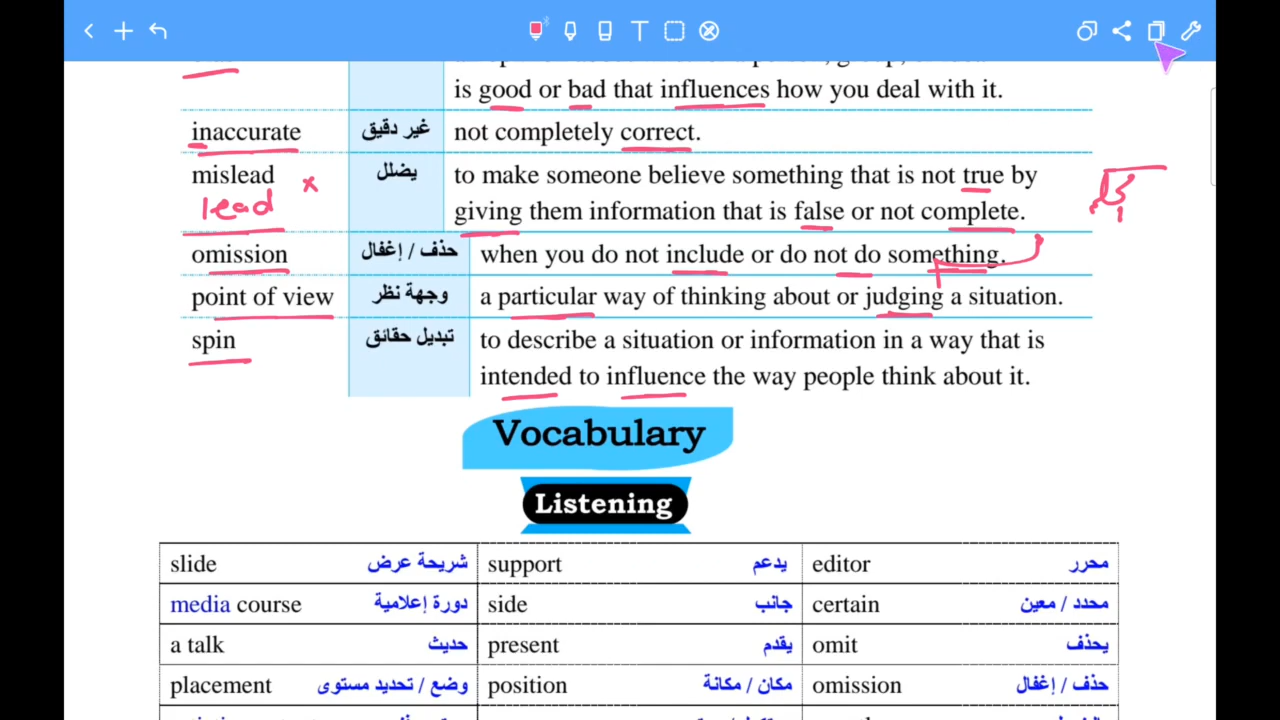 is good or bad that influences how you deal with it.
inaccurate غير دقيق not completely correct.
mislead يضلل to make someone believe something that is not true by
lead giving them information that is false or not complete.
omission حذف / إغفال when you do not include or do not do something.
point of view وجهة نظر a particular way of thinking about or judging a situation.
spin تبديل حقائق to describe a situation or information in a way that is
intended to influence the way people think about it.
Vocabulary
Listening
slide شريحة عرض support يدعم editor محرر
media course دورة إعلامية side جانب certain محدد / معين
a talk حديث present يقدم omit يحذف
placement وضع / تحديد مستوى position مكان / مكانة omission حذف / إغفال